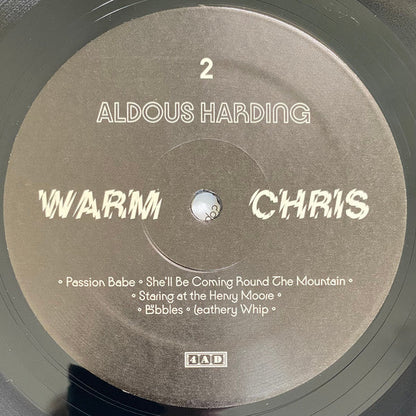 2
ALDOUS HARDING
WARM CHRIS
◦ Passion Babe ◦ She'll Be Coming Round The Mountain ◦
◦ Staring at the Henry Moore ◦
◦ Bubbles ◦ Leathery Whip ◦
4AD